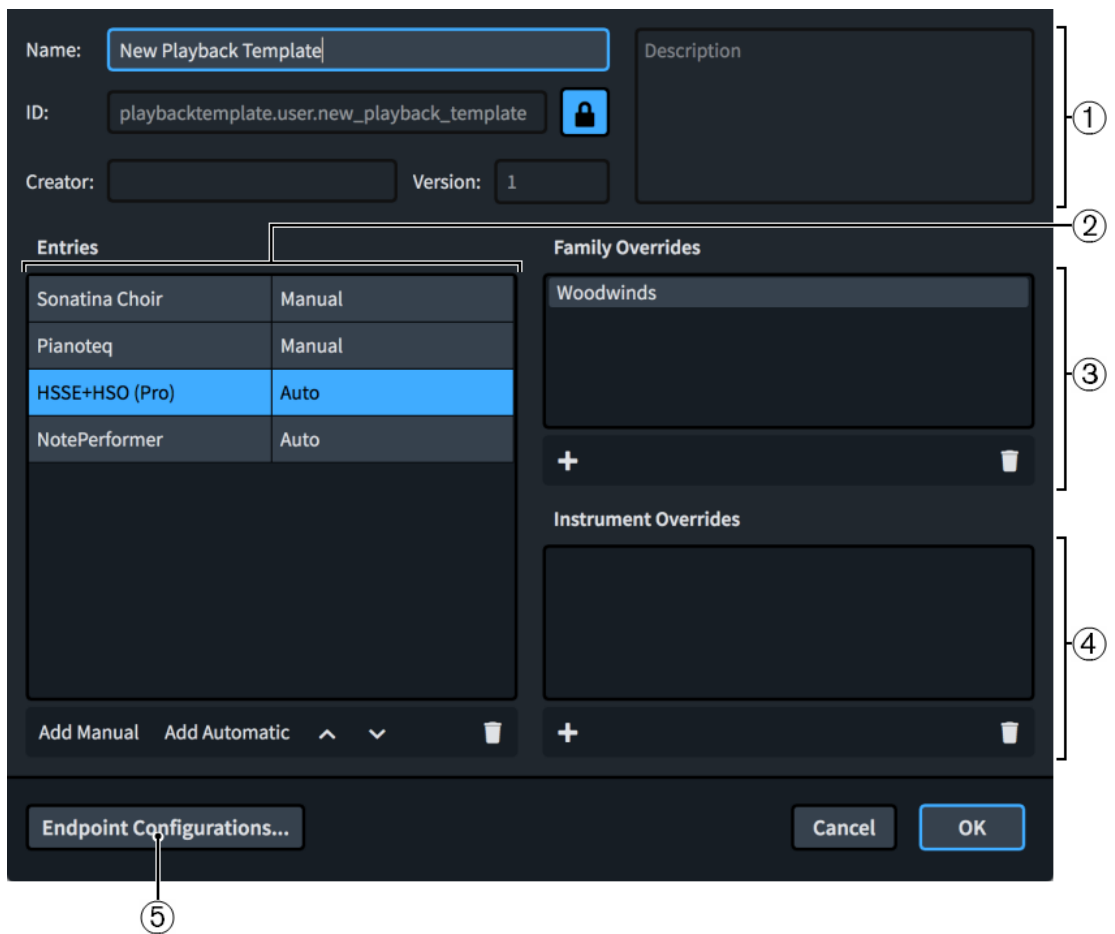 Name: New Playback Template
Description
ID: playbacktemplate.user.new_playback_template
①
Creator: Version: 1
②
Entries
Family Overrides
Sonatina Choir Manual
Woodwinds
Pianoteq Manual
③
HSSE+HSO (Pro) Auto
NotePerformer Auto
Instrument Overrides
④
Add Manual Add Automatic
Endpoint Configurations... Cancel OK
⑤